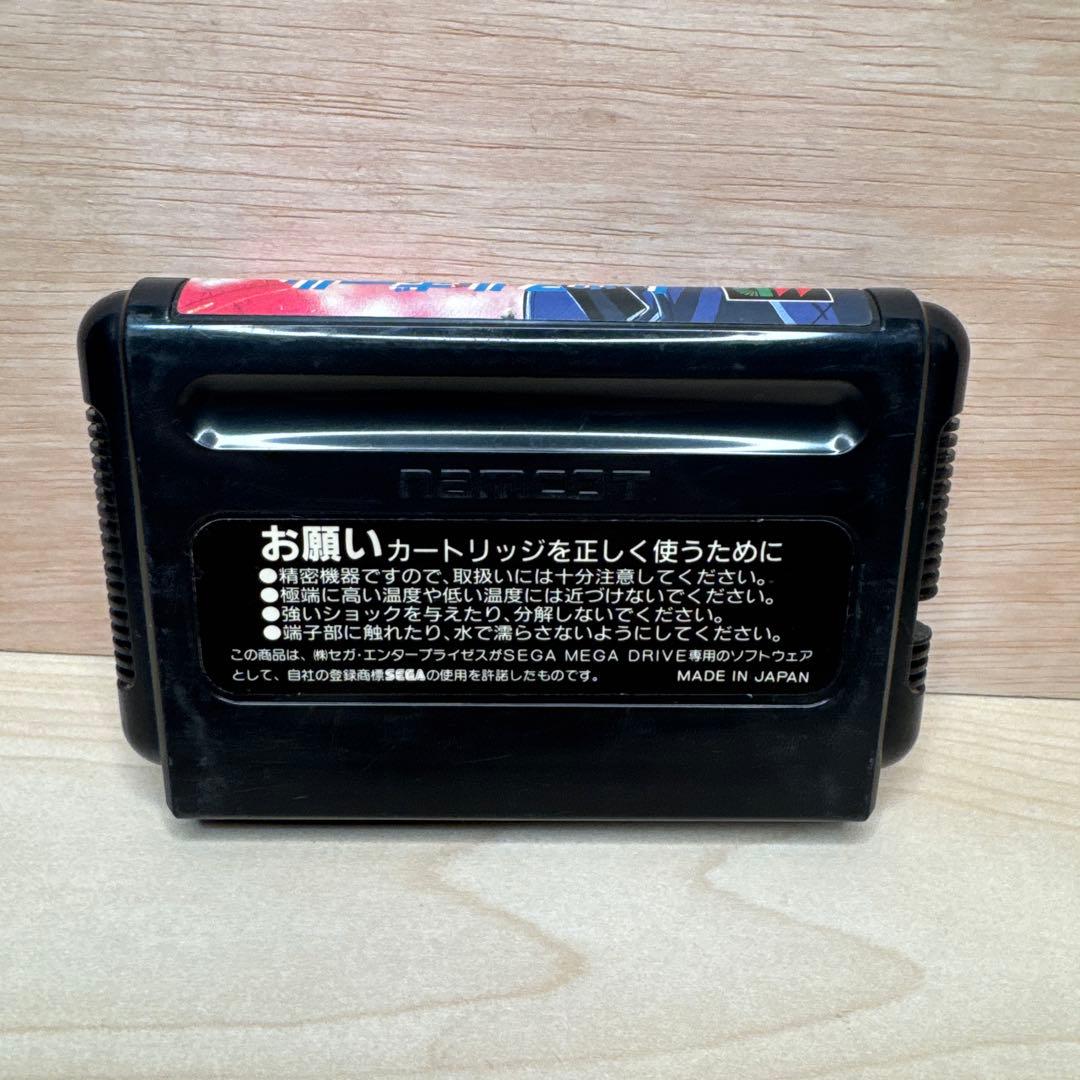 namcot
お願い カートリッジを正しく使うために
●精密機器ですので、取扱いには十分注意してください。
●極端に高い温度や低い温度には近づけないでください。
●強いショックを与えたり、分解しないでください。
●端子部に触れたり、水で濡らさないようにしてください。
この商品は、㈱セガ・エンタープライゼスがSEGA MEGA DRIVE専用のソフトウェア
として、自社の登録商標SEGAの使用を許諾したものです。 MADE IN JAPAN